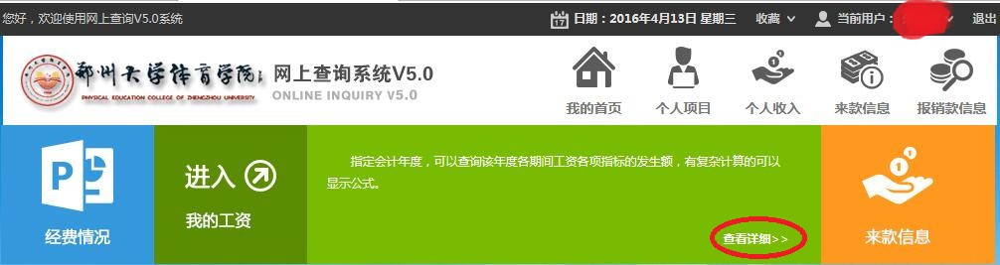 您好，欢迎使用网上查询V5.0系统
日期：2016年4月13日 星期三
收藏
当前用户：
退出
郑州大学体育学院
PHYSICAL EDUCATION COLLEGE OF ZHENGZHOU UNIVERSITY
网上查询系统V5.0
ONLINE INQUIRY V5.0
我的首页
个人项目
个人收入
来款信息
报销款信息
经费情况
进入
我的工资
指定会计年度，可以查询该年度各期间工资各项指标的发生额，有复杂计算的可以
显示公式。
查看详细>>
来款信息